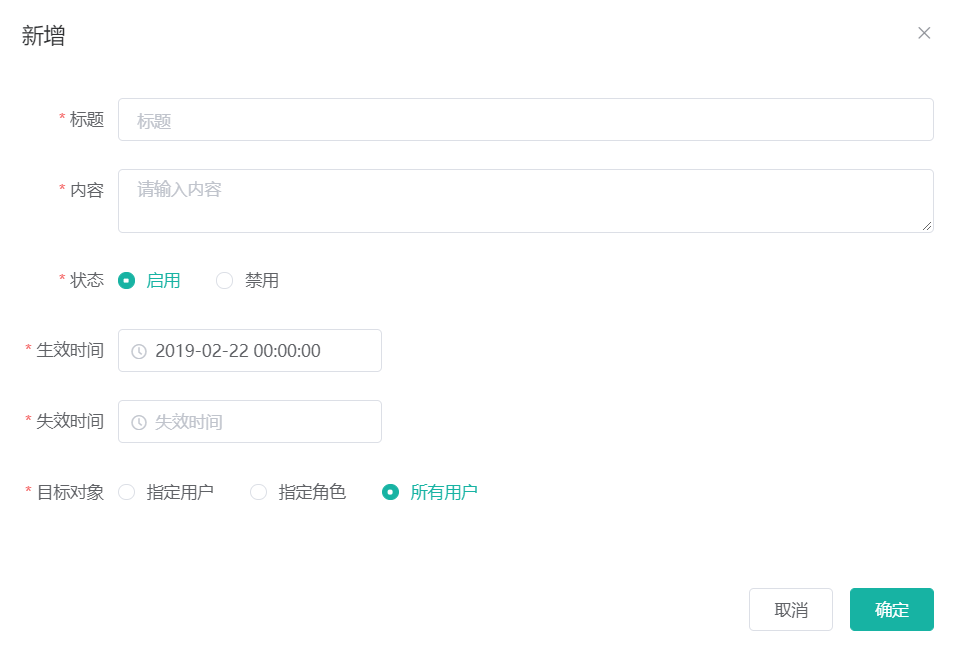 新增
* 标题 标题
* 内容 请输入内容
* 状态 启用 禁用
* 生效时间 2019-02-22 00:00:00
* 失效时间 失效时间
* 目标对象 指定用户 指定角色 所有用户
取消 确定